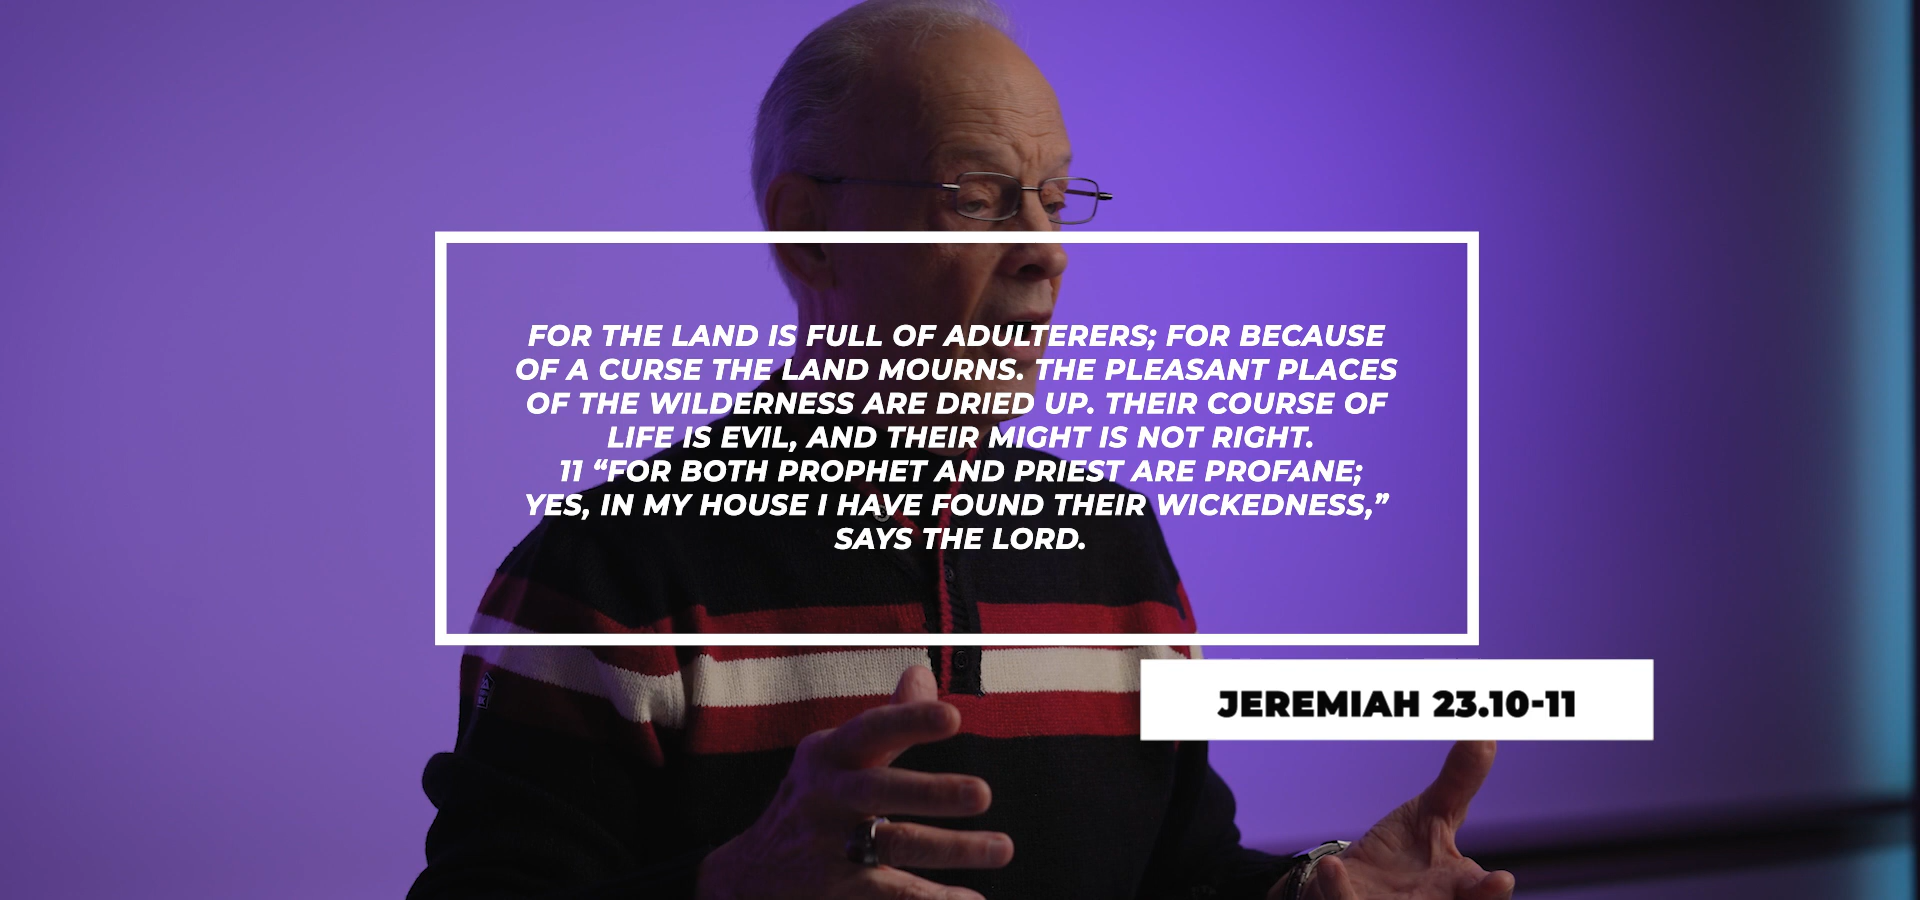 FOR THE LAND IS FULL OF ADULTERERS; FOR BECAUSE
OF A CURSE THE LAND MOURNS. THE PLEASANT PLACES
OF THE WILDERNESS ARE DRIED UP. THEIR COURSE OF
LIFE IS EVIL, AND THEIR MIGHT IS NOT RIGHT.
11 “FOR BOTH PROPHET AND PRIEST ARE PROFANE;
YES, IN MY HOUSE I HAVE FOUND THEIR WICKEDNESS,”
SAYS THE LORD.
JEREMIAH 23.10-11